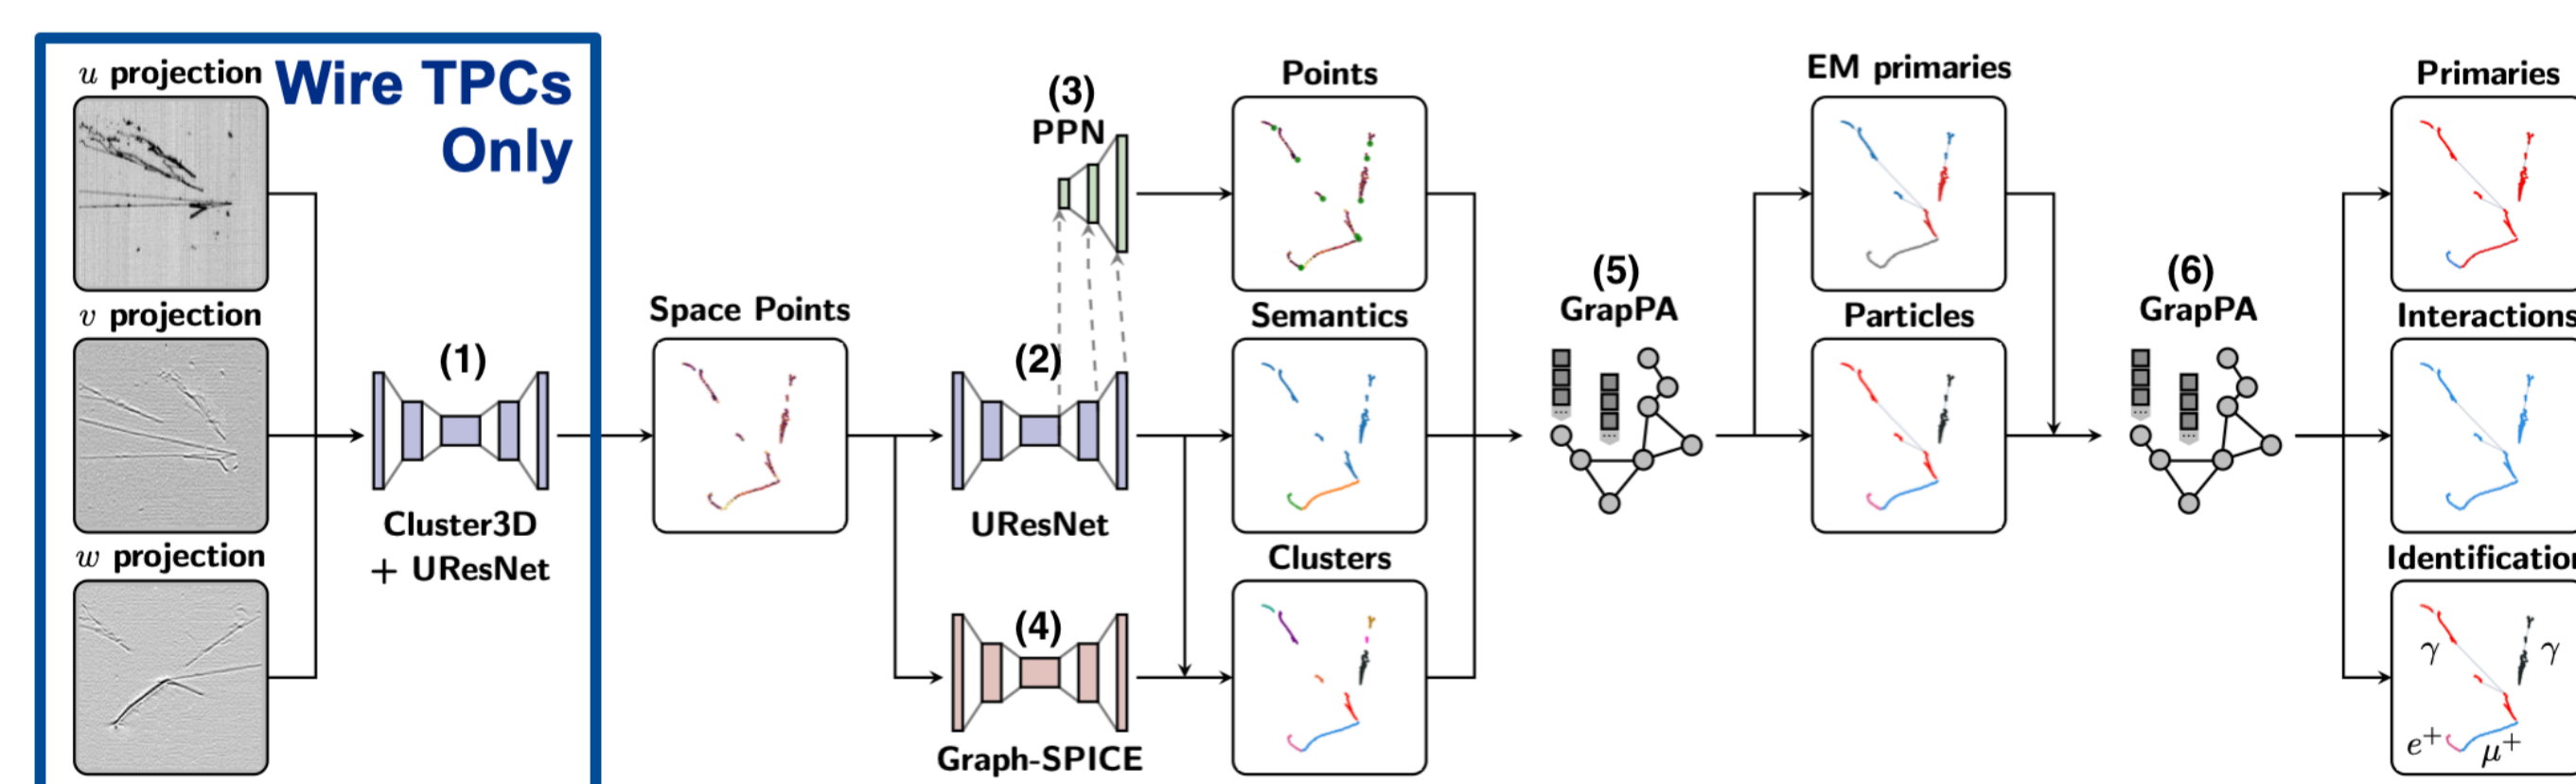 u projection
Wire TPCs
Only
v projection
w projection
(1)
Cluster3D
+ UResNet
Space Points
(3)
PPN
(2)
UResNet
(4)
Graph-SPICE
Points
Semantics
Clusters
(5)
GrapPA
...
...
EM primaries
Particles
(6)
GrapPA
...
...
Primaries
Interactions
Identification
γ
γ
e+
μ+